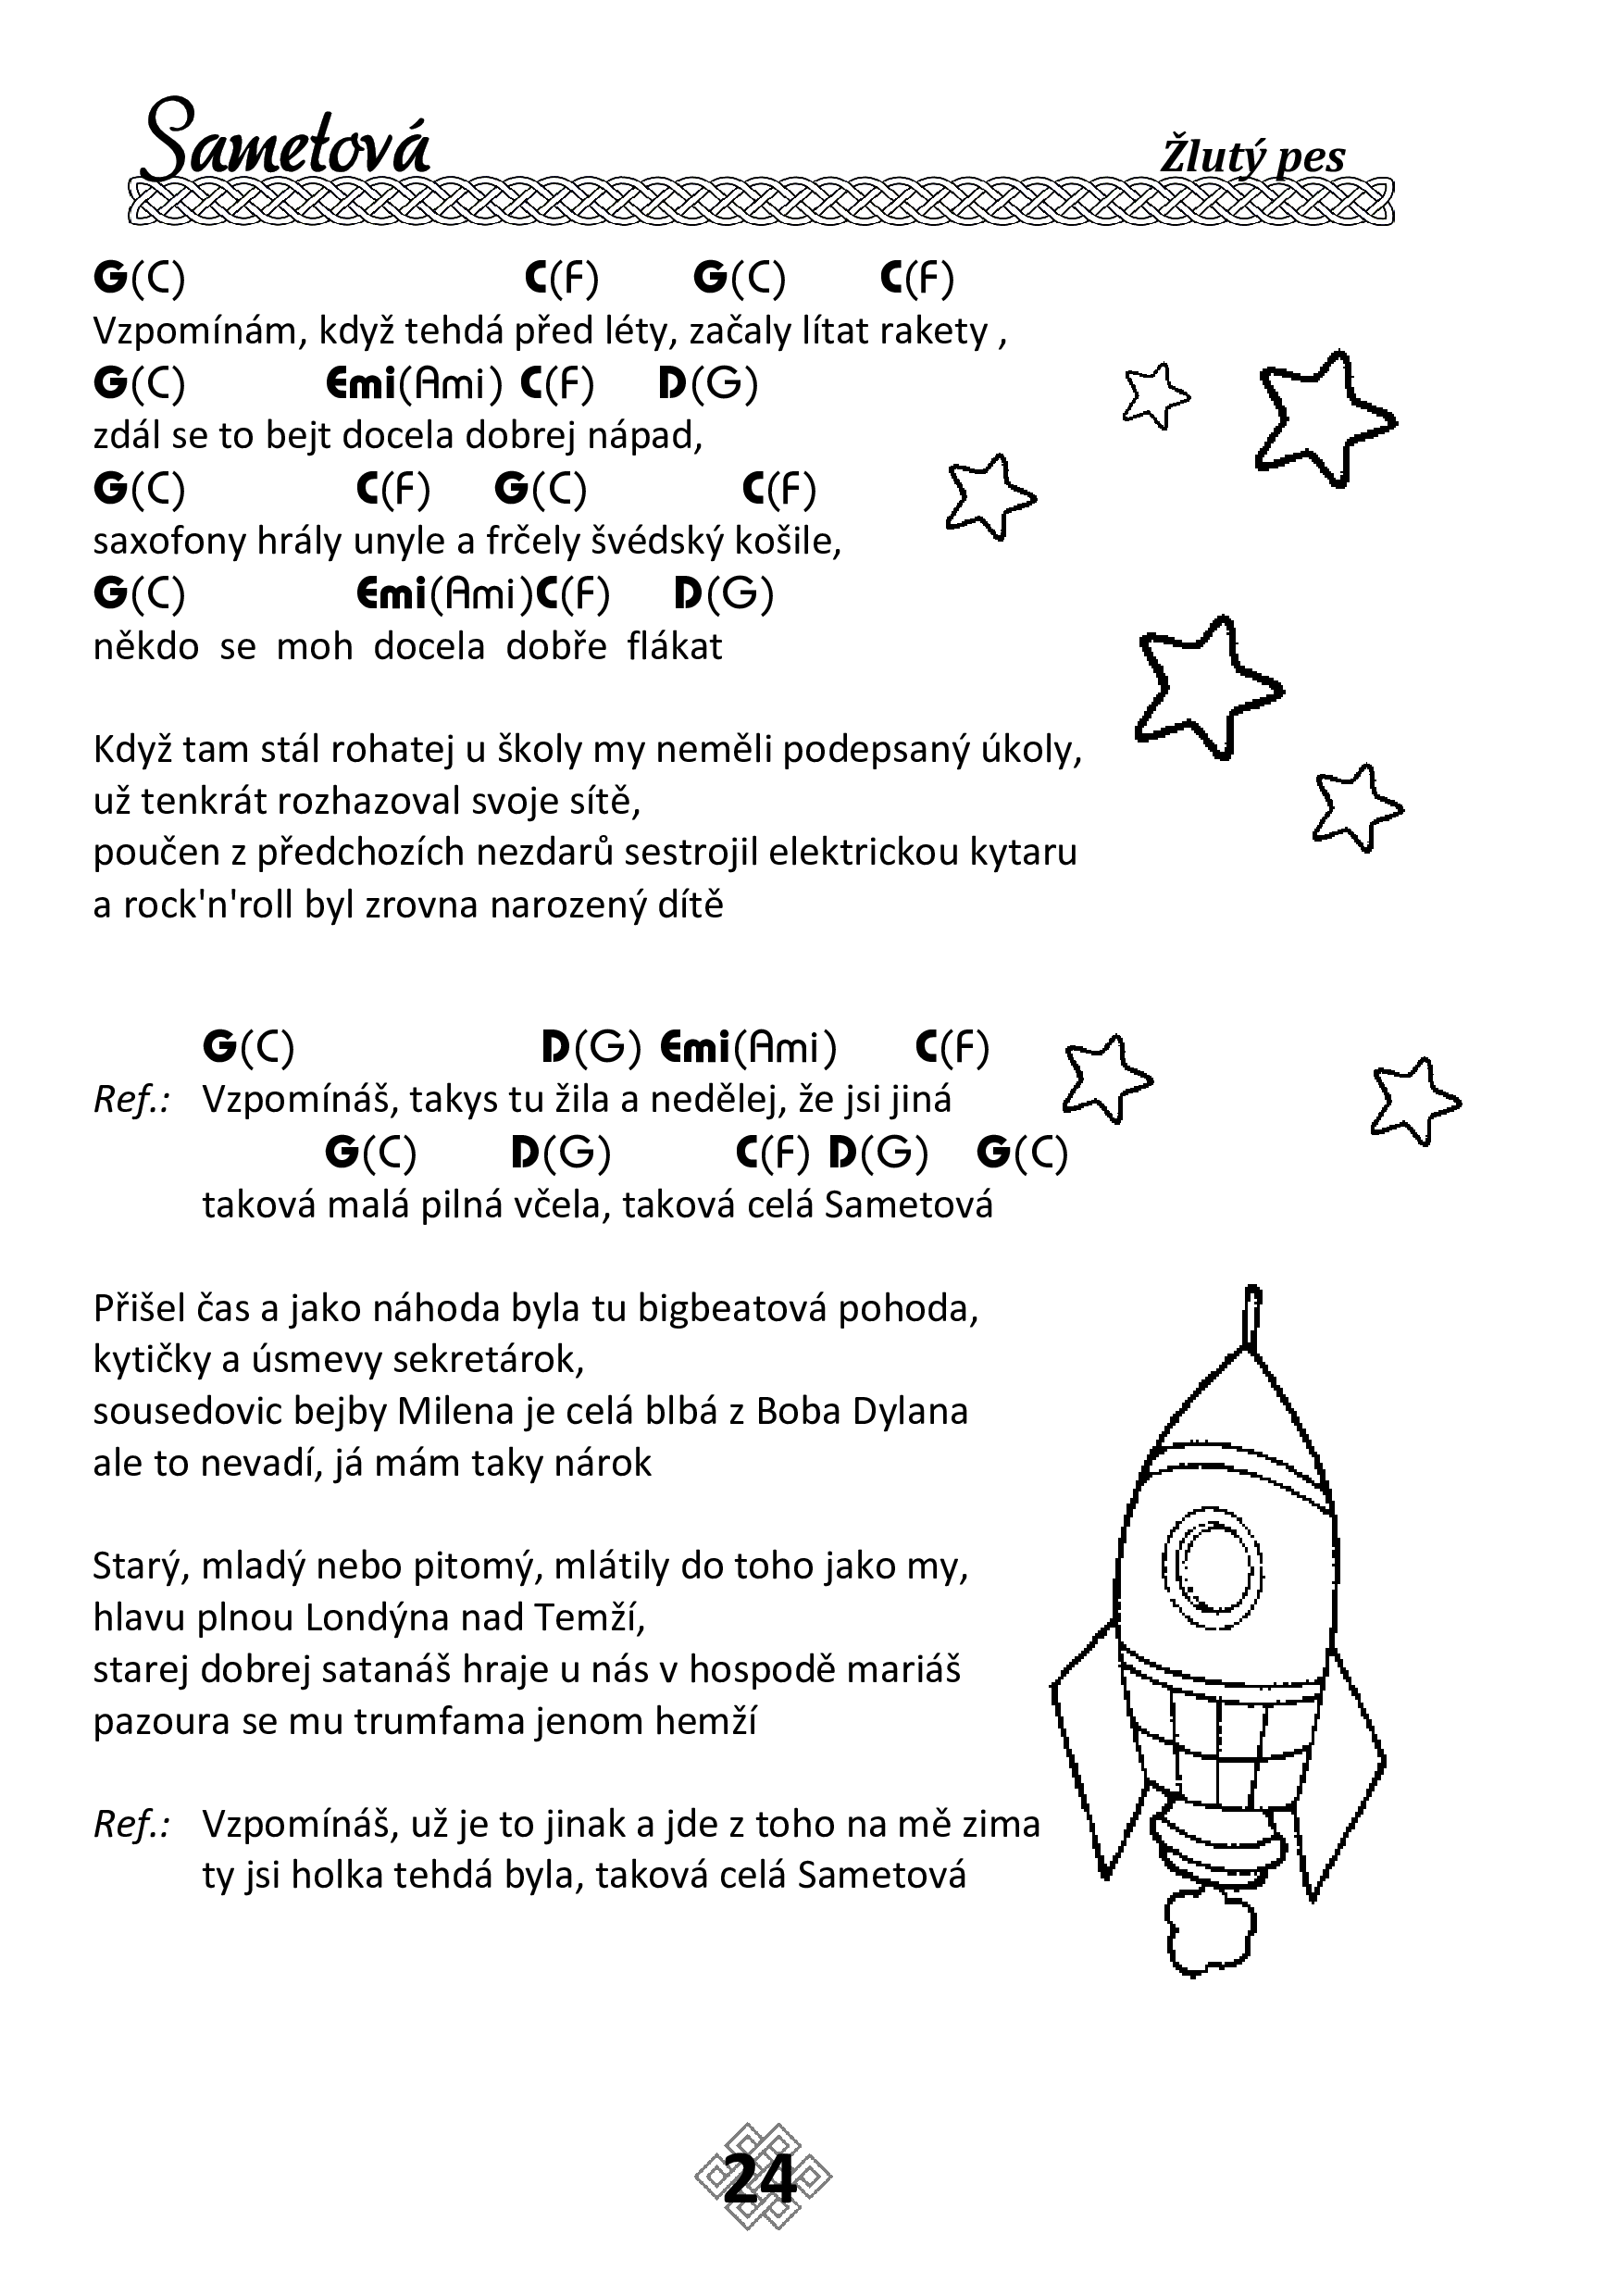 Sametová
Žlutý pes
G(C) C(F) G(C) C(F)
Vzpomínám, když tehdá před léty, začaly lítat rakety ,
G(C) Emi(Ami) C(F) D(G)
zdál se to bejt docela dobrej nápad,
G(C) C(F) G(C) C(F)
saxofony hrály unyle a frčely švédský košile,
G(C) Emi(Ami)C(F) D(G)
někdo se moh docela dobře flákat
Když tam stál rohatej u školy my neměli podepsaný úkoly,
už tenkrát rozhazoval svoje sítě,
poučen z předchozích nezdarů sestrojil elektrickou kytaru
a rock'n'roll byl zrovna narozený dítě
G(C) D(G) Emi(Ami) C(F)
Ref.: Vzpomínáš, takys tu žila a nedělej, že jsi jiná
G(C) D(G) C(F) D(G) G(C)
taková malá pilná včela, taková celá Sametová
Přišel čas a jako náhoda byla tu bigbeatová pohoda,
kytičky a úsmevy sekretárok,
sousedovic bejby Milena je celá blbá z Boba Dylana
ale to nevadí, já mám taky nárok
Starý, mladý nebo pitomý, mlátily do toho jako my,
hlavu plnou Londýna nad Temží,
starej dobrej satanáš hraje u nás v hospodě mariáš
pazoura se mu trumfama jenom hemží
Ref.: Vzpomínáš, už je to jinak a jde z toho na mě zima
ty jsi holka tehdá byla, taková celá Sametová
24